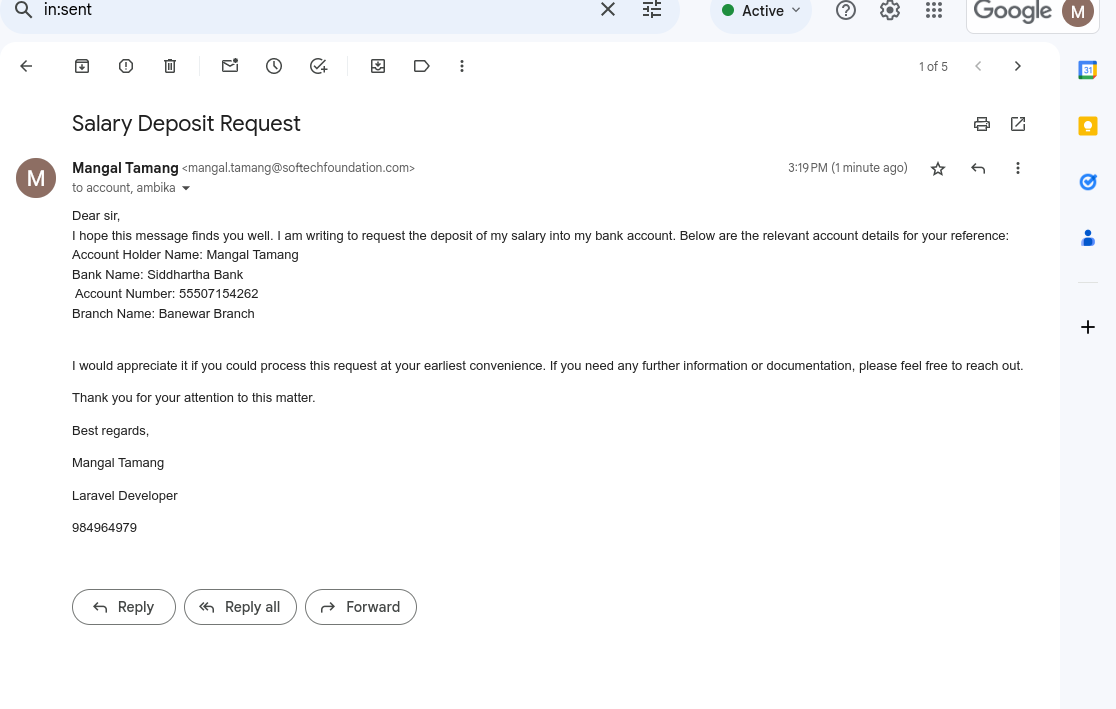 in:sent
Active
Google
M
1 of 5
31
Salary Deposit Request
M
Mangal Tamang <mangal.tamang@softechfoundation.com>
3:19 PM (1 minute ago)
to account, ambika
Dear sir,
I hope this message finds you well. I am writing to request the deposit of my salary into my bank account. Below are the relevant account details for your reference:
Account Holder Name: Mangal Tamang
Bank Name: Siddhartha Bank
Account Number: 55507154262
Branch Name: Banewar Branch
I would appreciate it if you could process this request at your earliest convenience. If you need any further information or documentation, please feel free to reach out.
Thank you for your attention to this matter.
Best regards,
Mangal Tamang
Laravel Developer
984964979
Reply
Reply all
Forward